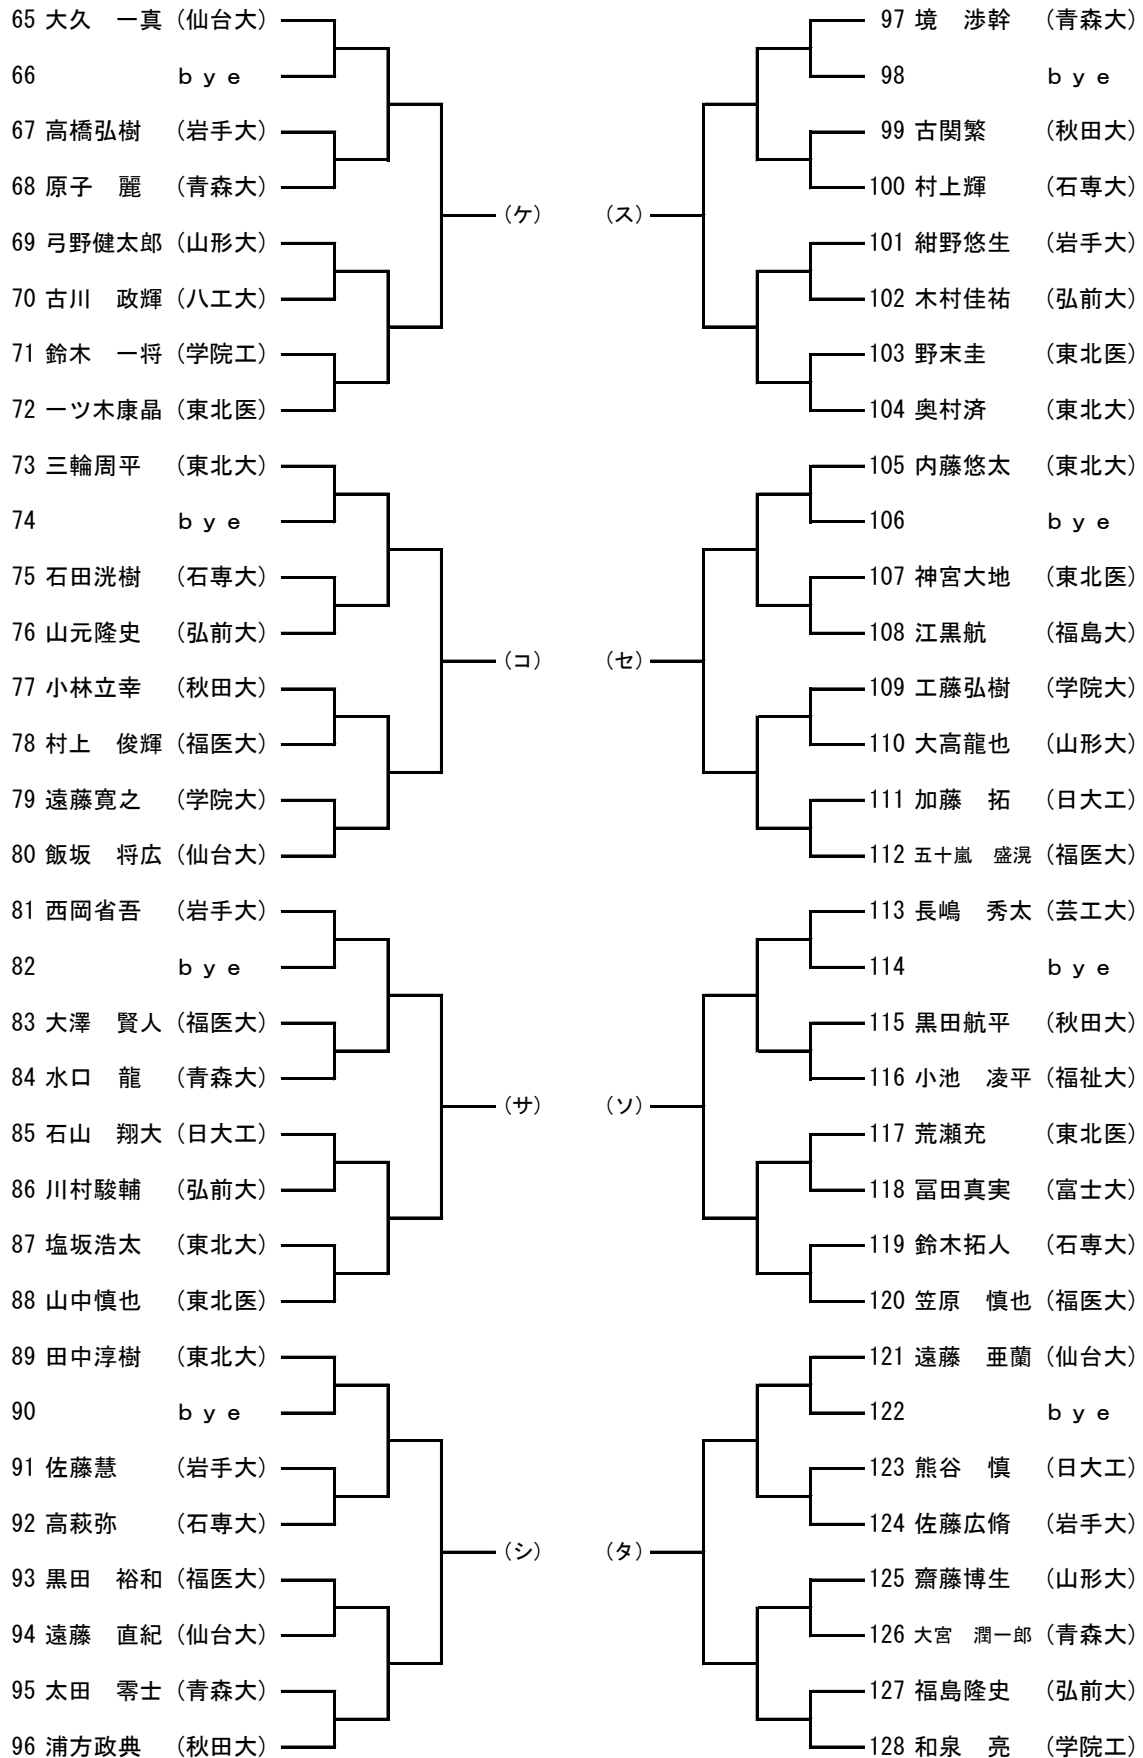 65 大久　一真 (仙台大)
66 ｂｙｅ
67 高橋弘樹 (岩手大)
68 原子　麗 (青森大)
(ケ)
69 弓野健太郎 (山形大)
70 古川　政輝 (八工大)
71 鈴木　一将 (学院工)
72 一ツ木康晶 (東北医)
73 三輪周平 (東北大)
74 ｂｙｅ
75 石田洸樹 (石専大)
76 山元隆史 (弘前大)
(コ)
77 小林立幸 (秋田大)
78 村上　俊輝 (福医大)
79 遠藤寛之 (学院大)
80 飯坂　将広 (仙台大)
81 西岡省吾 (岩手大)
82 ｂｙｅ
83 大澤　賢人 (福医大)
84 水口　龍 (青森大)
(サ)
85 石山　翔大 (日大工)
86 川村駿輔 (弘前大)
87 塩坂浩太 (東北大)
88 山中慎也 (東北医)
89 田中淳樹 (東北大)
90 ｂｙｅ
91 佐藤慧 (岩手大)
92 高萩弥 (石専大)
(シ)
93 黒田　裕和 (福医大)
94 遠藤　直紀 (仙台大)
95 太田　零士 (青森大)
96 浦方政典 (秋田大)
97 境　渉幹 (青森大)
98 ｂｙｅ
99 古関繁 (秋田大)
100 村上輝 (石専大)
(ス)
101 紺野悠生 (岩手大)
102 木村佳祐 (弘前大)
103 野末圭 (東北医)
104 奥村済 (東北大)
105 内藤悠太 (東北大)
106 ｂｙｅ
107 神宮大地 (東北医)
108 江黒航 (福島大)
(セ)
109 工藤弘樹 (学院大)
110 大高龍也 (山形大)
111 加藤　拓 (日大工)
112 五十嵐　盛滉 (福医大)
113 長嶋　秀太 (芸工大)
114 ｂｙｅ
115 黒田航平 (秋田大)
116 小池　凌平 (福祉大)
(ソ)
117 荒瀬充 (東北医)
118 冨田真実 (富士大)
119 鈴木拓人 (石専大)
120 笠原　慎也 (福医大)
121 遠藤　亜蘭 (仙台大)
122 ｂｙｅ
123 熊谷　慎 (日大工)
124 佐藤広脩 (岩手大)
(タ)
125 齋藤博生 (山形大)
126 大宮　潤一郎 (青森大)
127 福島隆史 (弘前大)
128 和泉　亮 (学院工)